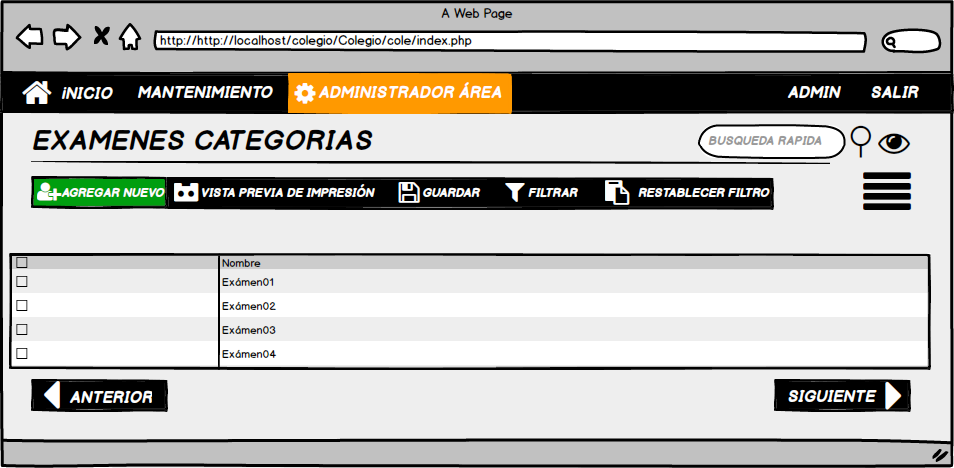 A Web Page
http://http://localhost/colegio/Colegio/cole/index.php
iNICIO MANTENIMIENTO ADMINISTRADOR ÁREA ADMIN SALIR
EXAMENES CATEGORIAS BUSQUEDA RAPIDA
AGREGAR NUEVO VISTA PREVIA DE IMPRESIÓN GUARDAR FILTRAR RESTABLECER FILTRO
Nombre
Exámen01
Exámen02
Exámen03
Exámen04
ANTERIOR SIGUIENTE